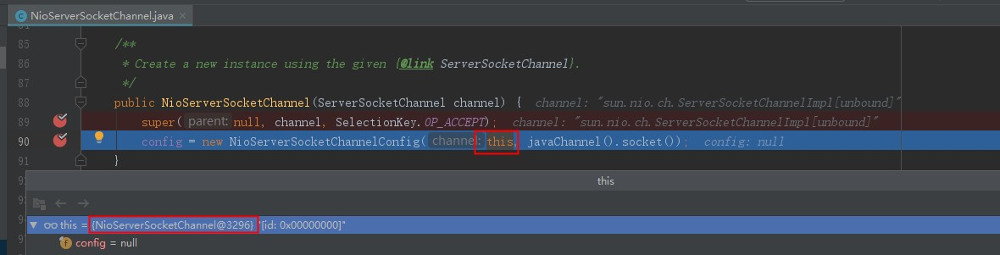 NioServerSocketChannel.java ×
85 /**
86 * Create a new instance using the given {@link ServerSocketChannel}.
87 */
88 public NioServerSocketChannel(ServerSocketChannel channel) { channel: "sun.nio.ch.ServerSocketChannelImpl[unbound]"
89 super( parent: null, channel, SelectionKey.OP_ACCEPT); channel: "sun.nio.ch.ServerSocketChannelImpl[unbound]"
90 config = new NioServerSocketChannelConfig( channel: this, javaChannel().socket()); config: null
91 }
this
this = {NioServerSocketChannel@3296} "[id: 0x00000000]"
config = null